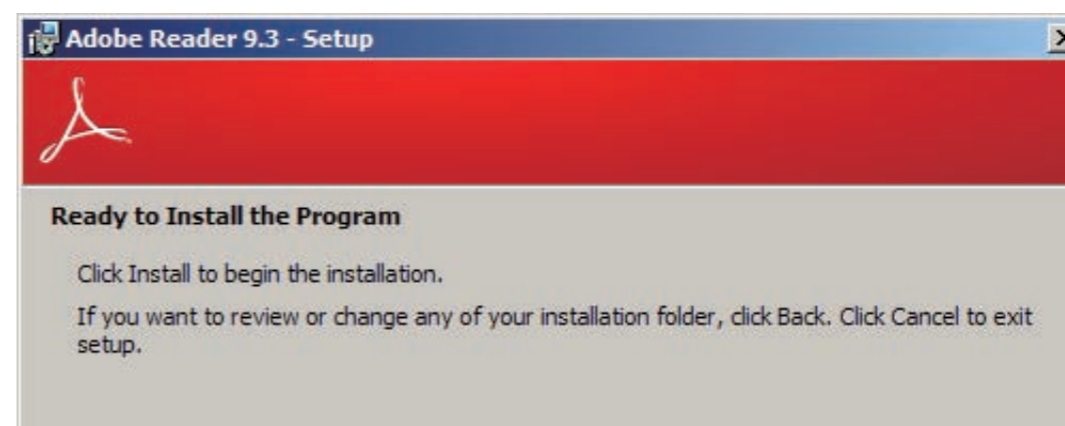 Adobe Reader 9.3 - Setup
Ready to Install the Program
Click Install to begin the installation.
If you want to review or change any of your installation folder, click Back. Click Cancel to exit
setup.